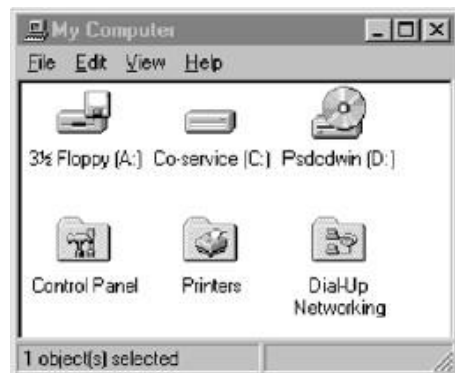 My Computer
File Edit View Help
3½ Floppy (A:) Co-service (C:) Psdcdwin (D:)
Control Panel Printers Dial-Up
Networking
1 object(s) selected